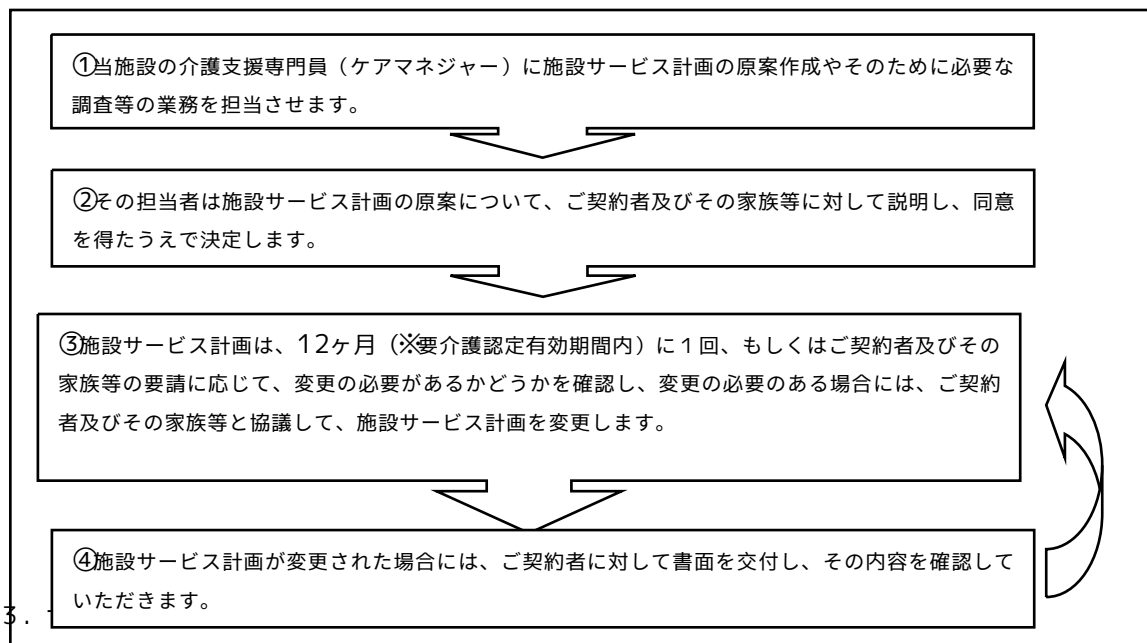 ①当施設の介護支援専門員（ケアマネジャー）に施設サービス計画の原案作成やそのために必要な
調査等の業務を担当させます。
②その担当者は施設サービス計画の原案について、ご契約者及びその家族等に対して説明し、同意
を得たうえで決定します。
③施設サービス計画は、12ヶ月（※要介護認定有効期間内）に１回、もしくはご契約者及びその
家族等の要請に応じて、変更の必要があるかどうかを確認し、変更の必要のある場合には、ご契約
者及びその家族等と協議して、施設サービス計画を変更します。
④施設サービス計画が変更された場合には、ご契約者に対して書面を交付し、その内容を確認して
いただきます。
3.